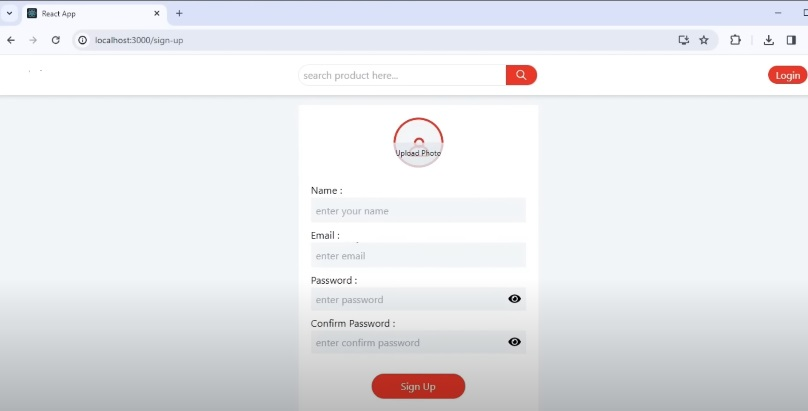 React App
localhost:3000/sign-up
search product here...
Login
Upload Photo
Name :
enter your name
Email :
enter email
Password :
enter password
Confirm Password :
enter confirm password
Sign Up